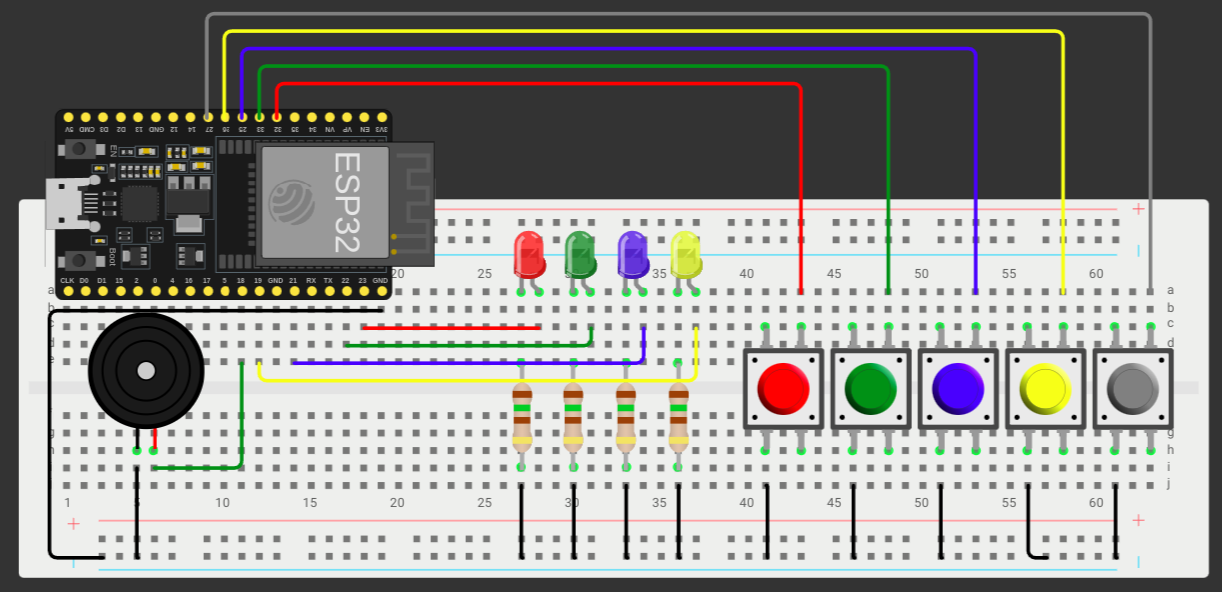 5V CMD D3 D2 13 GND 12 14 27 26 25 33 32 35 34 VN VP EN 3V3
EN
ESP32
Boot
CLK D0 D1 15 2 0 4 16 17 5 18 19 GND 21 RX TX 22 23 GND
+
20 25 35 40 45 50 55 60
a a
b b
c c
d d
e
g g
h
i
j
1 5 10 15 20 25 30 35 40 45 50 55 60
+ +